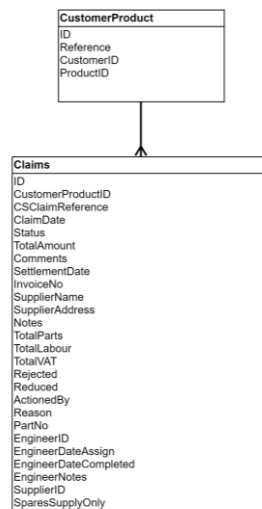 CustomerProduct
ID
Reference
CustomerID
ProductID
Claims
ID
CustomerProductID
CSClaimReference
ClaimDate
Status
TotalAmount
Comments
SettlementDate
InvoiceNo
SupplierName
SupplierAddress
Notes
TotalParts
TotalLabour
TotalVAT
Rejected
Reduced
ActionedBy
Reason
PartNo
EngineerID
EngineerDateAssign
EngineerDateCompleted
EngineerNotes
SupplierID
SparesSupplyOnly